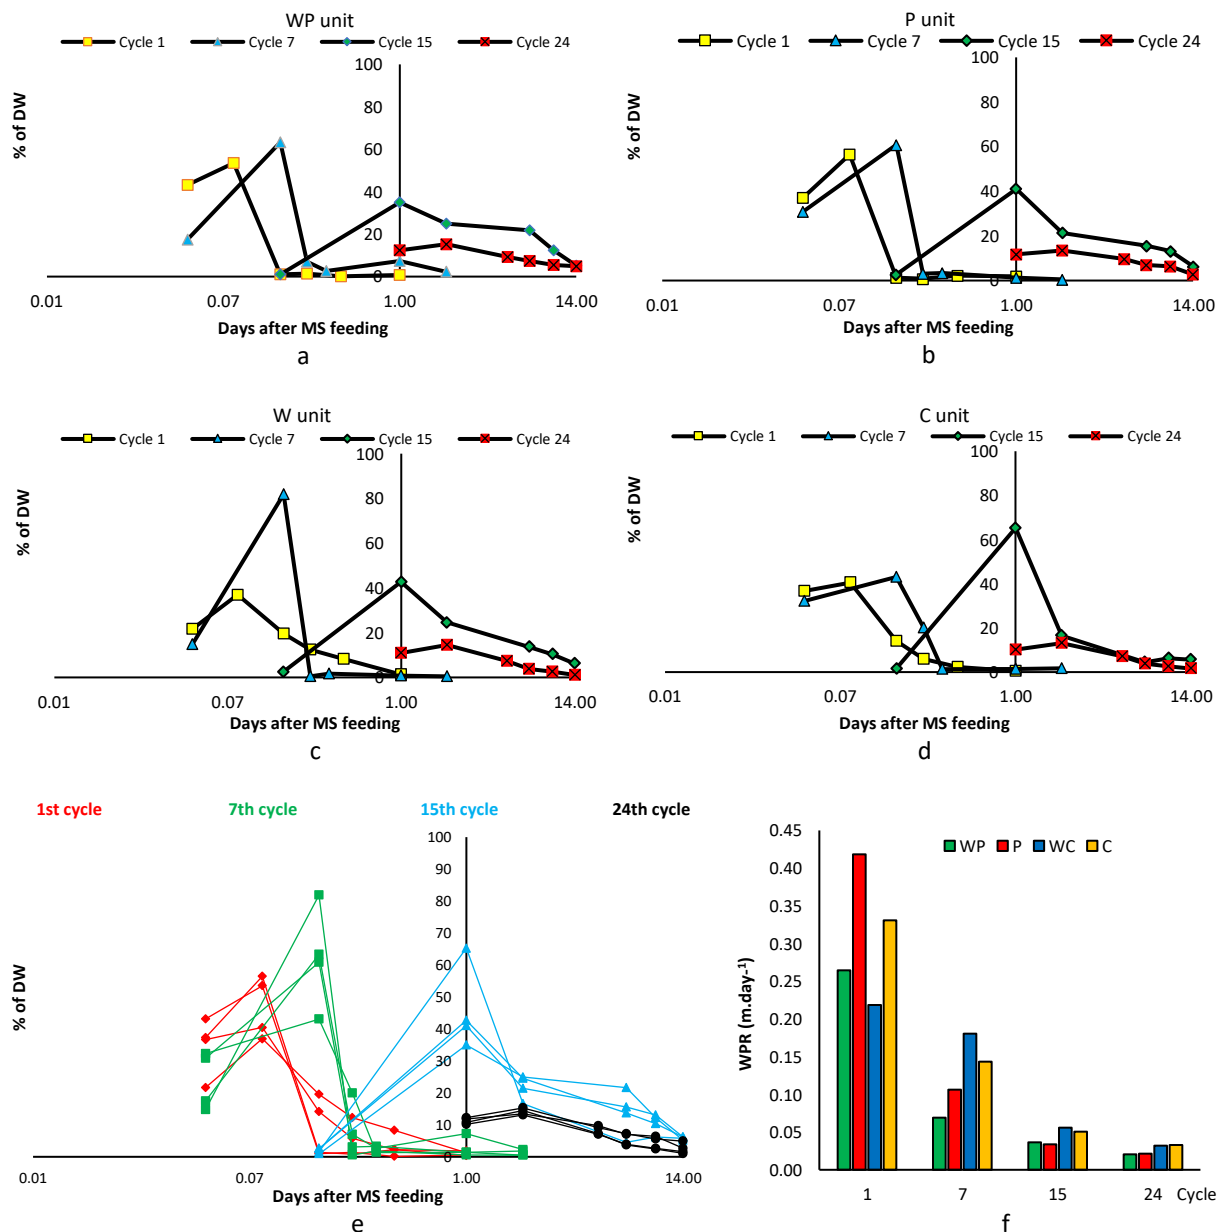 WP unit
Cycle 1 Cycle 7 Cycle 15 Cycle 24
% of DW
100
80
60
40
20
0
0.01 0.07 1.00 14.00
Days after MS feeding
a
P unit
Cycle 1 Cycle 7 Cycle 15 Cycle 24
% of DW
100
80
60
40
20
0
0.01 0.07 1.00 14.00
Days after MS feeding
b
W unit
Cycle 1 Cycle 7 Cycle 15 Cycle 24
% of DW
100
80
60
40
20
0
0.01 0.07 1.00 14.00
Days after MS feeding
c
C unit
Cycle 1 Cycle 7 Cycle 15 Cycle 24
% of DW
100
80
60
40
20
0
0.01 0.07 1.00 14.00
Days after MS feeding
d
1st cycle 7th cycle 15th cycle 24th cycle
% of DW
100
90
80
70
60
50
40
30
20
10
0
0.01 0.07 1.00 14.00
Days after MS feeding
e
WP P WC C
WPR (m.day-¹)
0.45
0.40
0.35
0.30
0.25
0.20
0.15
0.10
0.05
0.00
1 7 15 24 Cycle
f